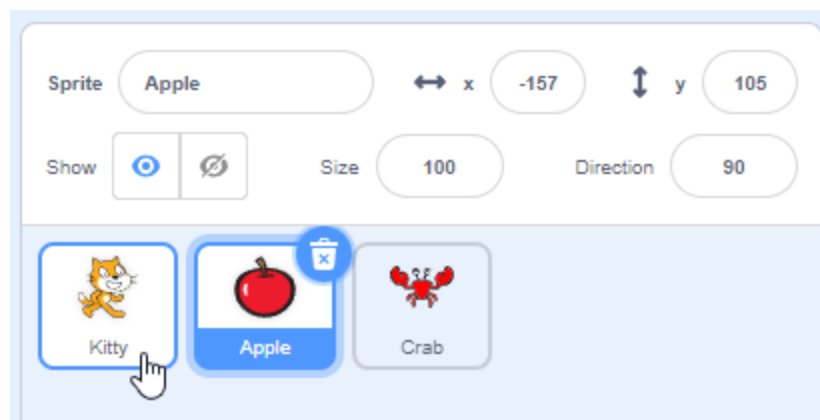 Sprite Apple x -157 y 105
Show Size 100 Direction 90
Kitty Apple Crab